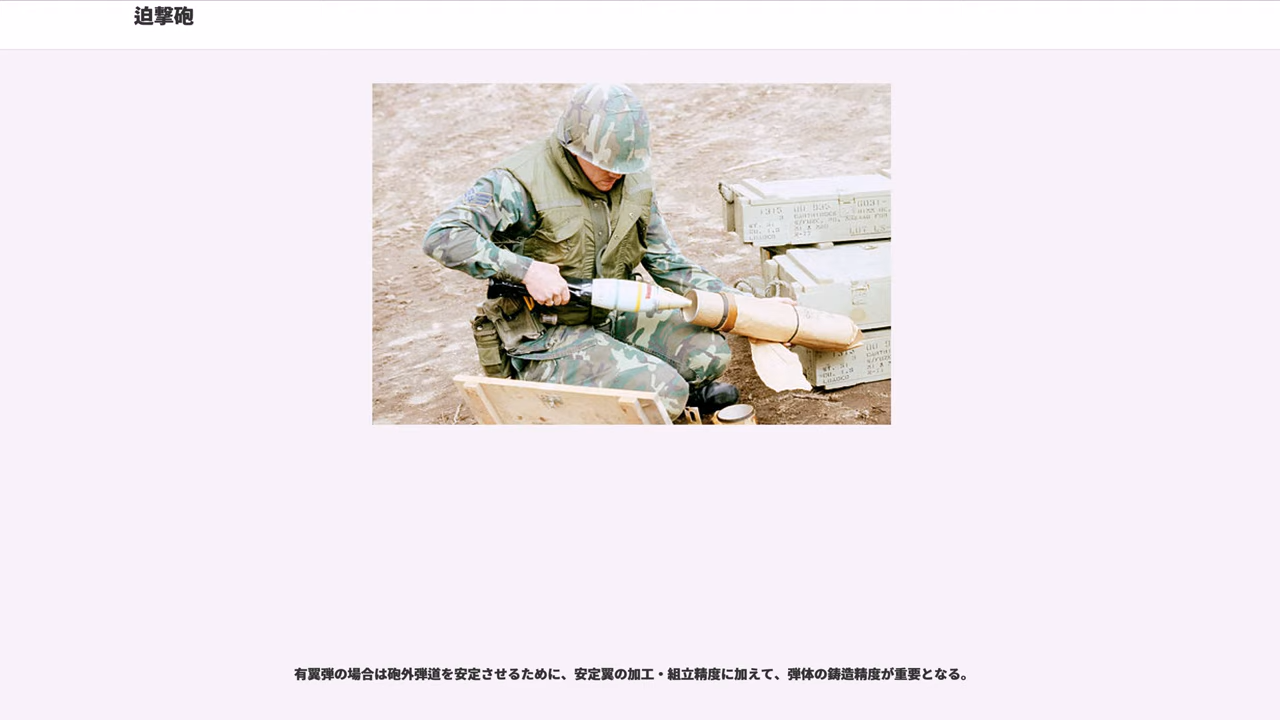 迫撃砲
有翼弾の場合は砲外弾道を安定させるために、安定翼の加工・組立精度に加えて、弾体の鋳造精度が重要となる。